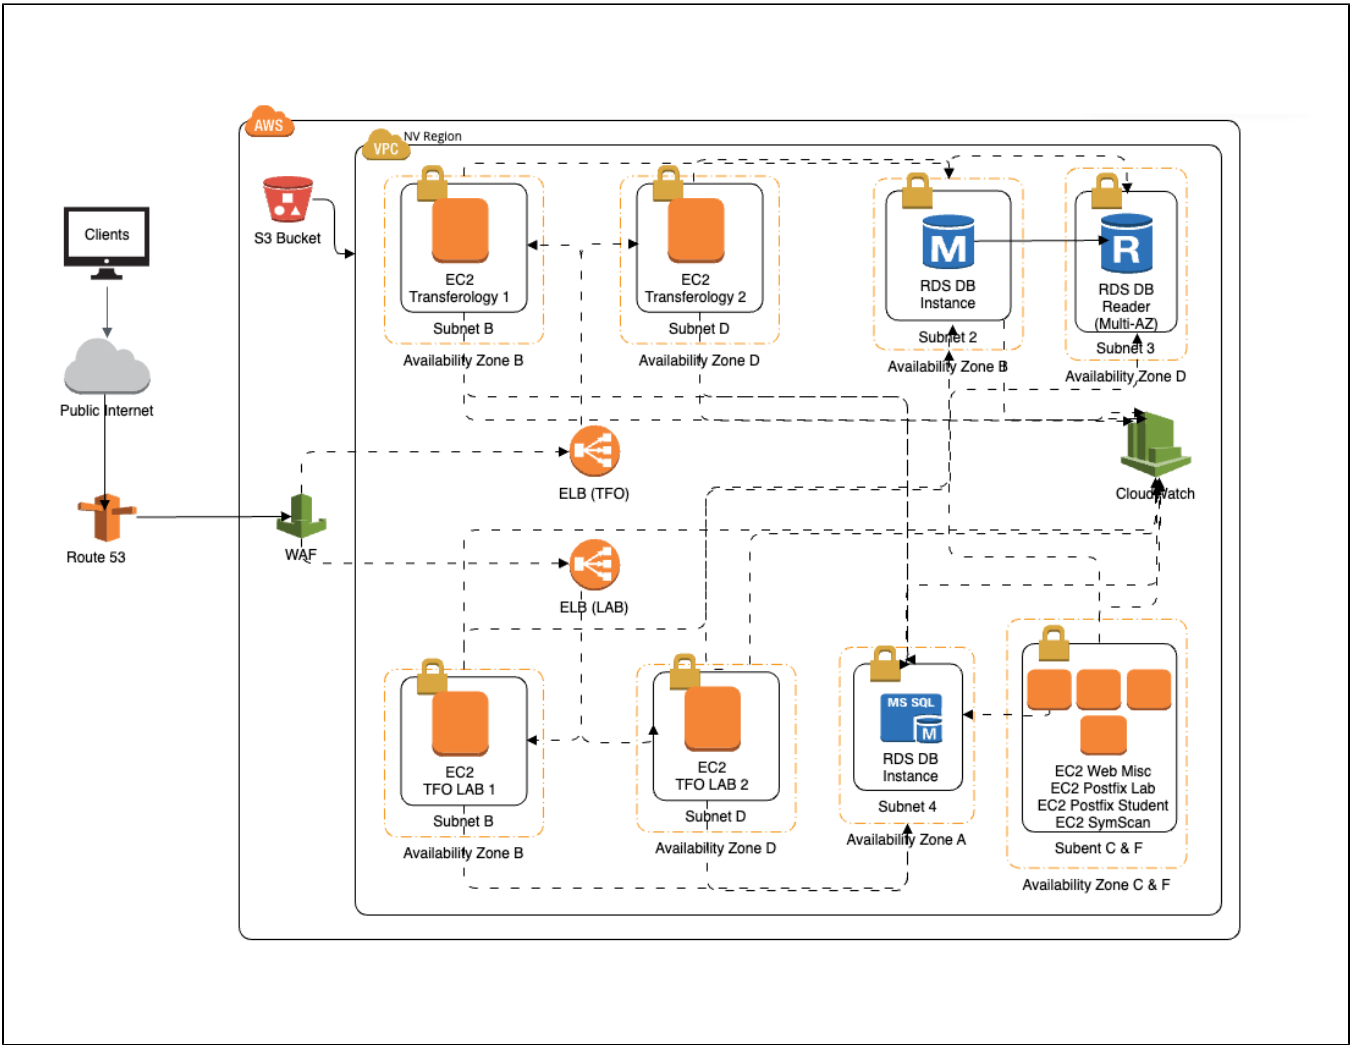 AWS
VPC
NV Region
Clients
S3 Bucket
EC2
Transferology 1
Subnet B
Availability Zone B
EC2
Transferology 2
Subnet D
Availability Zone D
M
RDS DB
Instance
Subnet 2
Availability Zone B
R
RDS DB
Reader
(Multi-AZ)
Subnet 3
Availability Zone D
Public Internet
ELB (TFO)
CloudWatch
Route 53
WAF
ELB (LAB)
EC2
TFO LAB 1
Subnet B
Availability Zone B
EC2
TFO LAB 2
Subnet D
Availability Zone D
MS SQL
M
RDS DB
Instance
Subnet 4
Availability Zone A
EC2 Web Misc
EC2 Postfix Lab
EC2 Postfix Student
EC2 SymScan
Subent C & F
Availability Zone C & F